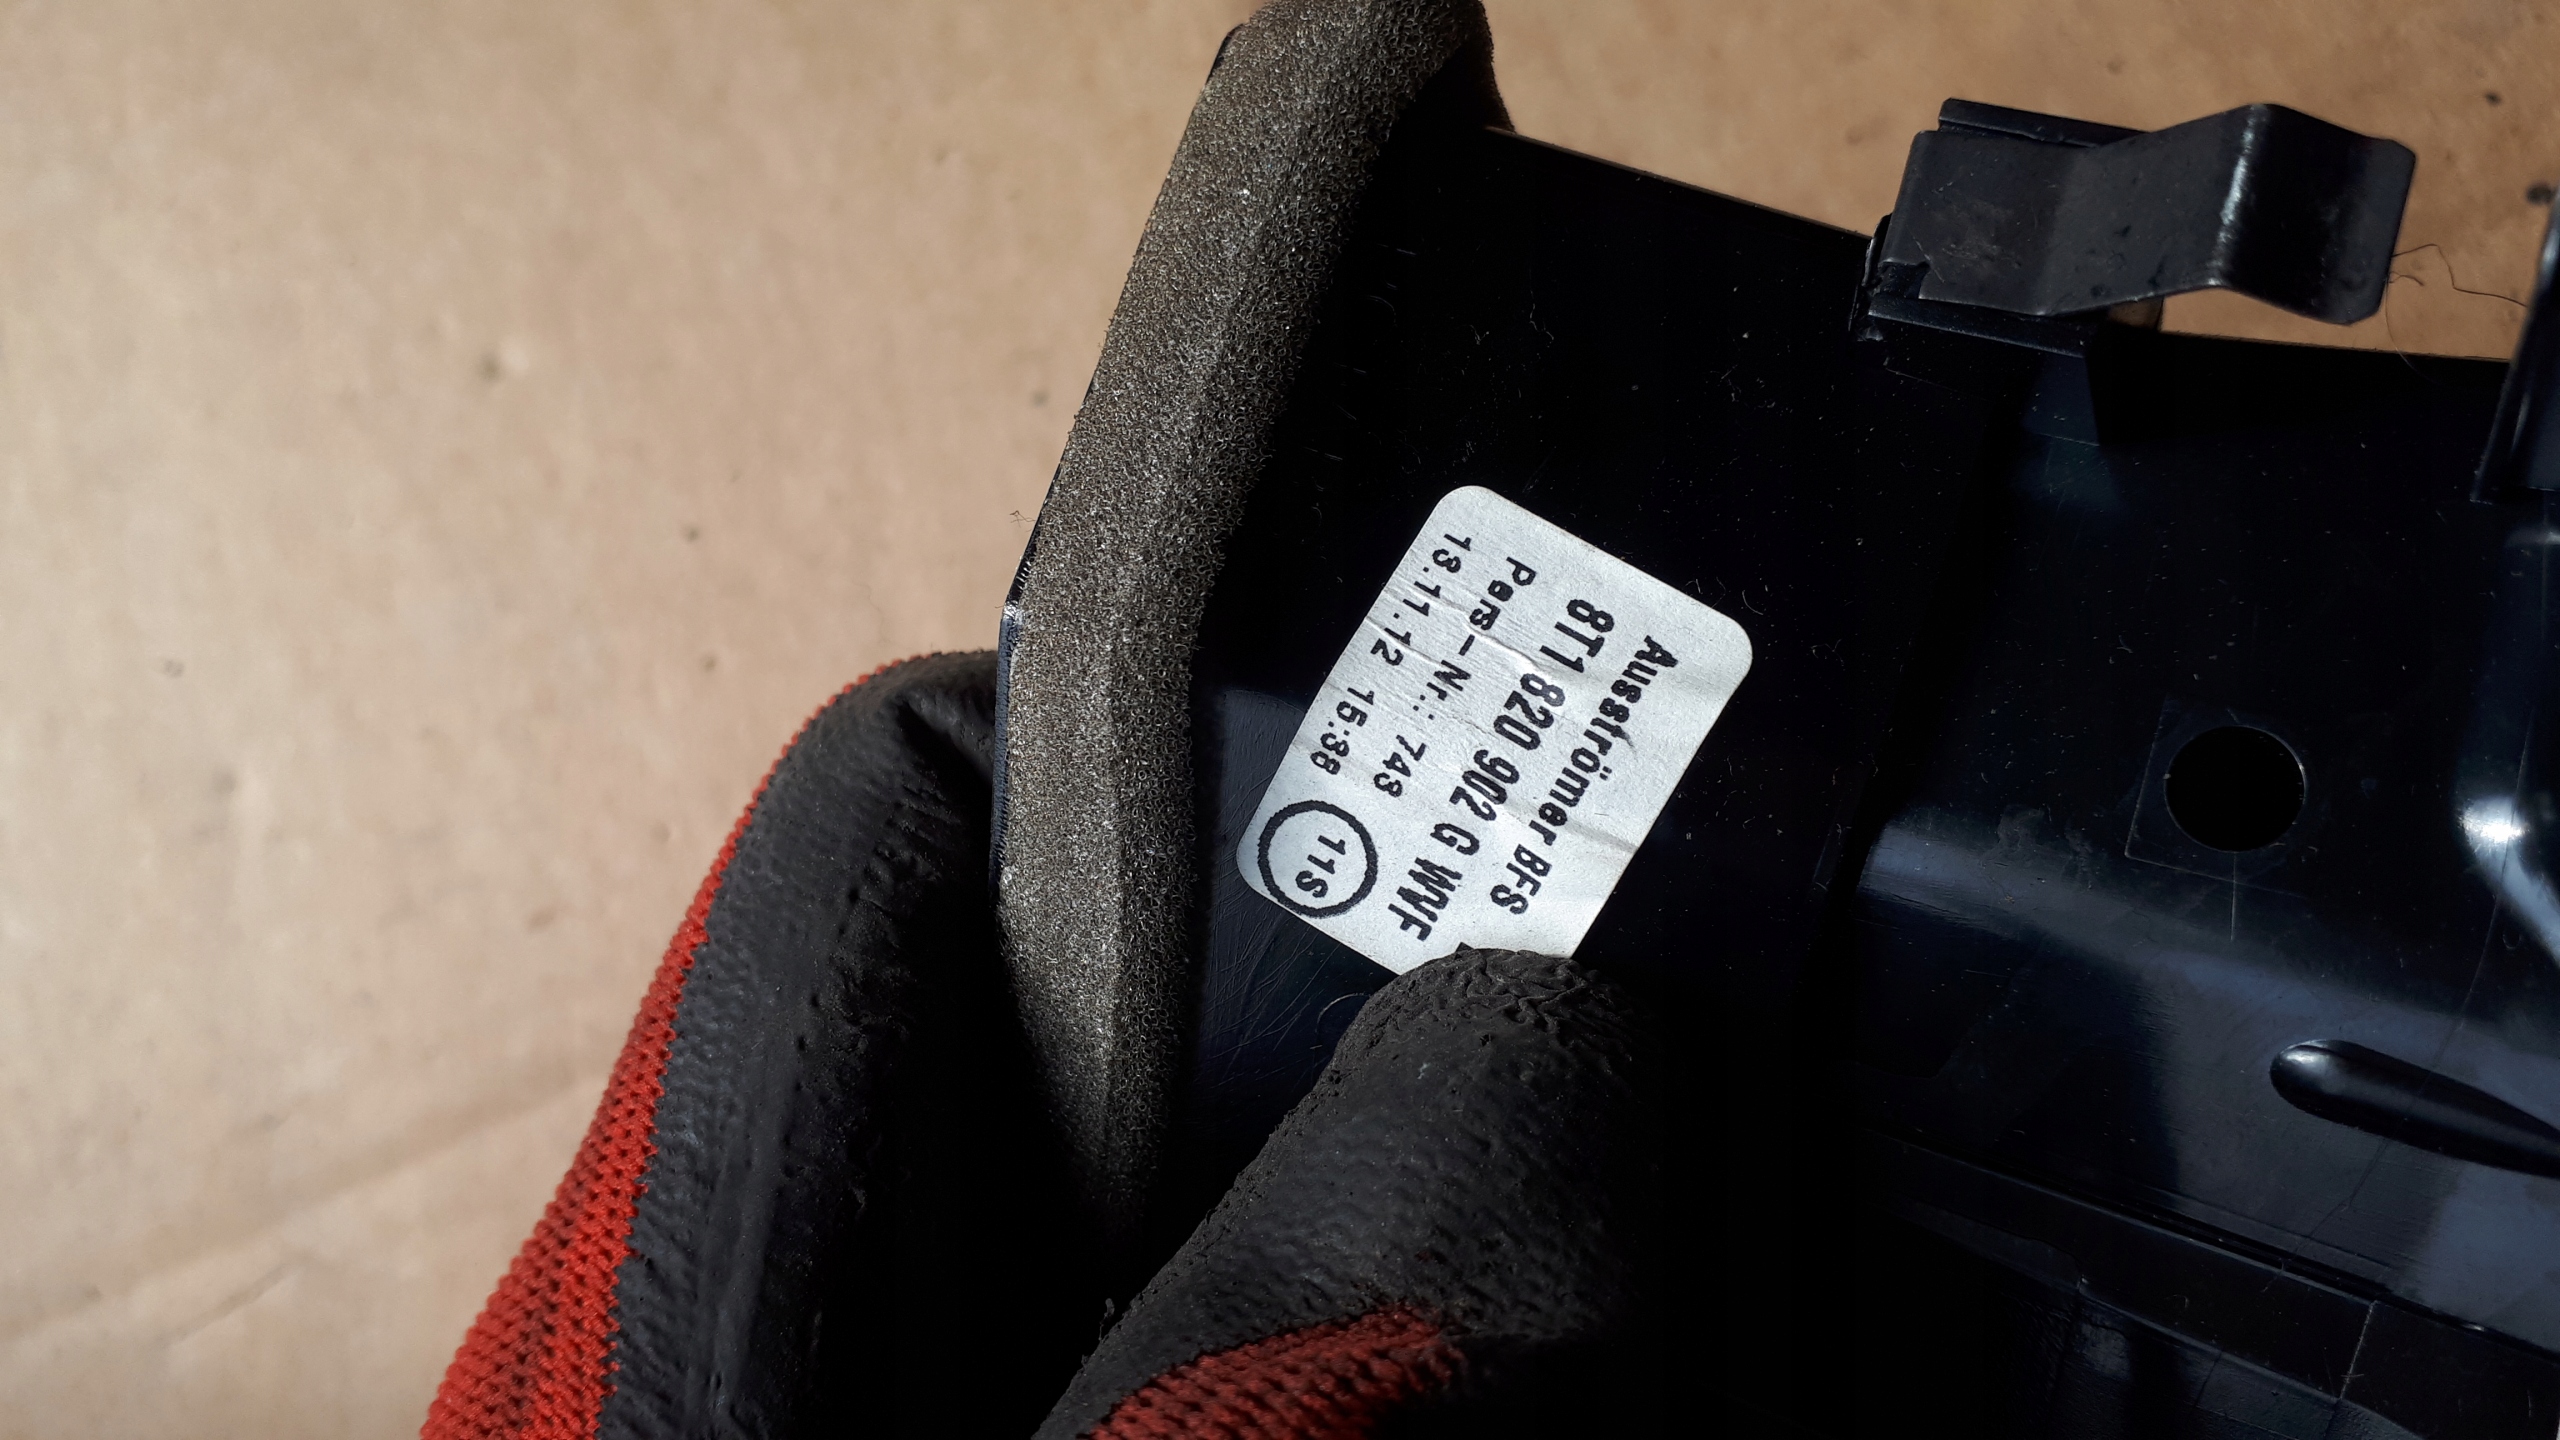 Ausströmer BFS
8T1 820 902 G WVF
Pers-Nr.: 743
13.11.12 15:38
11S